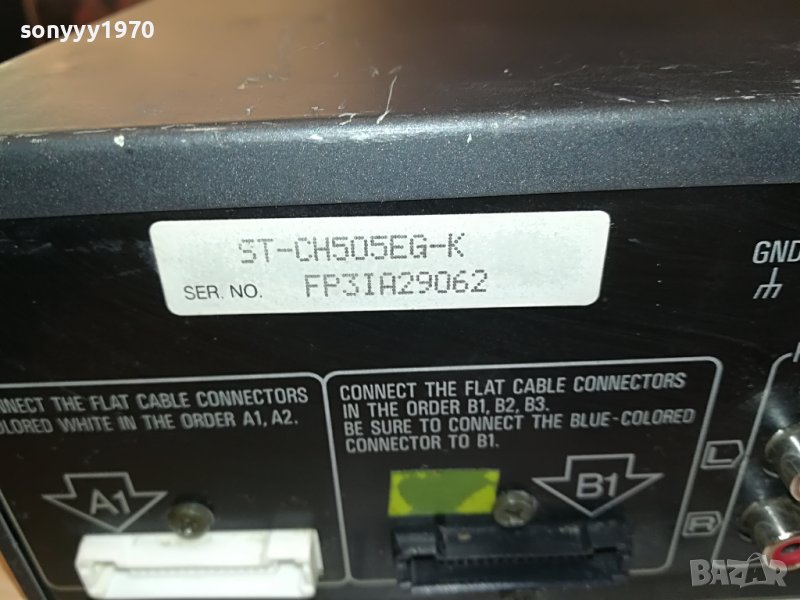 sonyyy1970
ST-CH505EG-K
SER. NO. FP3IA29062
GND
THE FLAT CABLE CONNECTORS
WHITE IN THE ORDER A1, A2.
CONNECT THE FLAT CABLE CONNECTORS
IN THE ORDER B1, B2, B3.
BE SURE TO CONNECT THE BLUE-COLORED
CONNECTOR TO B1.
A1
B1
L
R
BAZAR